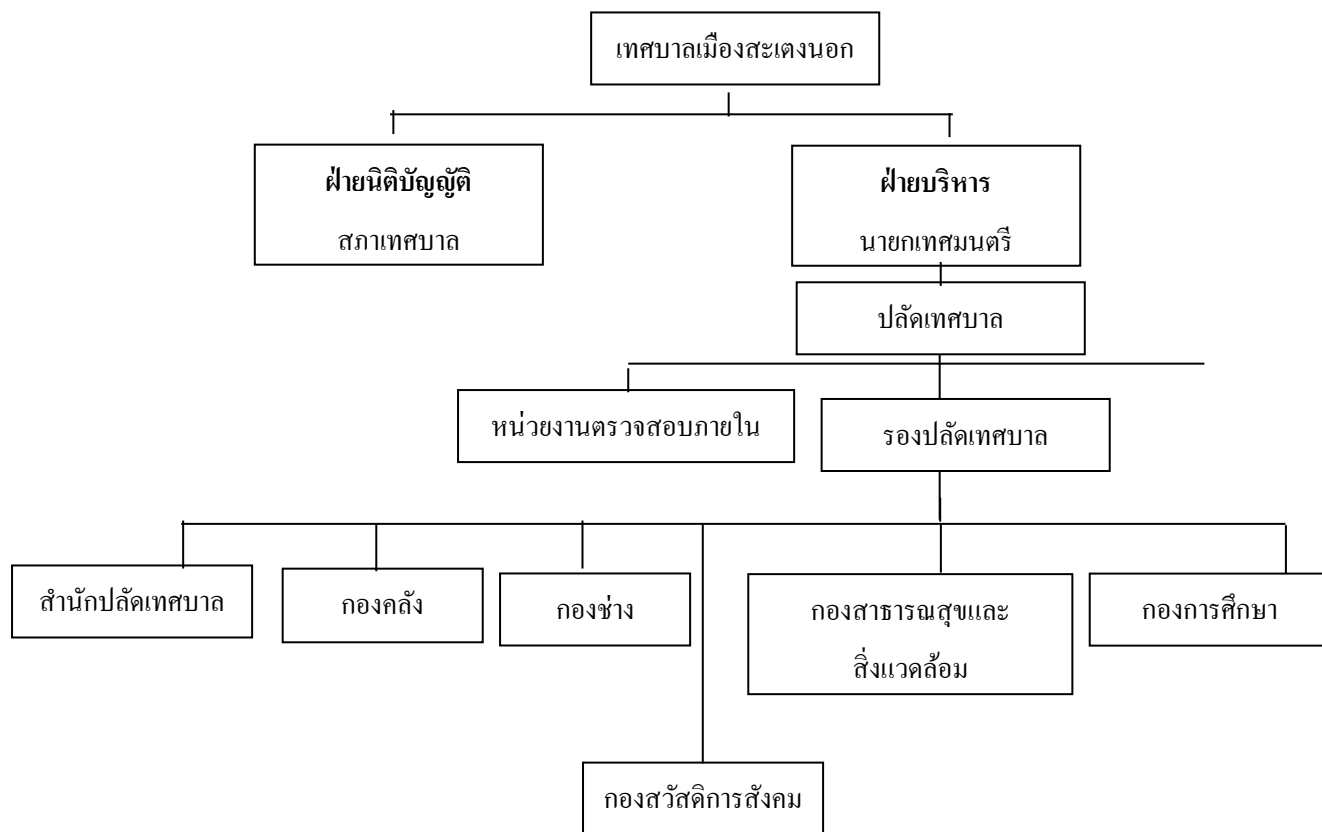 เทศบาลเมืองสะเตงนอก
ฝ่ายนิติบัญญัติ
สภาเทศบาล
ฝ่ายบริหาร
นายกเทศมนตรี
ปลัดเทศบาล
หน่วยงานตรวจสอบภายใน
รองปลัดเทศบาล
สำนักปลัดเทศบาล
กองคลัง
กองช่าง
กองสาธารณสุขและ
สิ่งแวดล้อม
กองการศึกษา
กองสวัสดิการสังคม